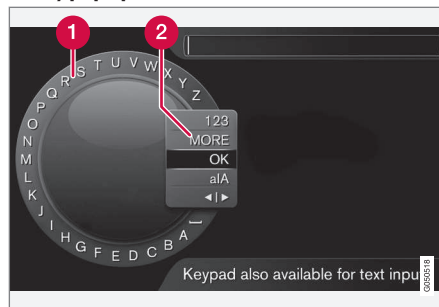 1
2
A B C D E F G H I J K L M N O P Q R S T U V W X Y Z
123
MORE
OK
a|A
◄|►
Keypad also available for text inpu
G050518